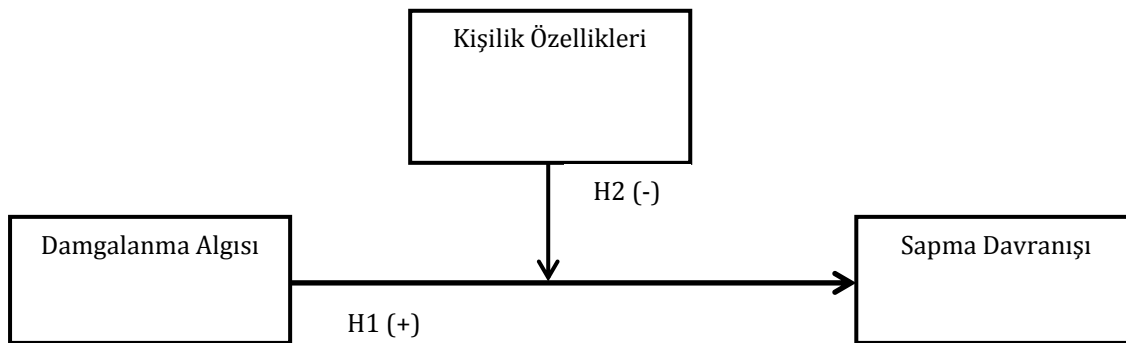 Kişilik Özellikleri
H2 (-)
Damgalanma Algısı
Sapma Davranışı
H1 (+)